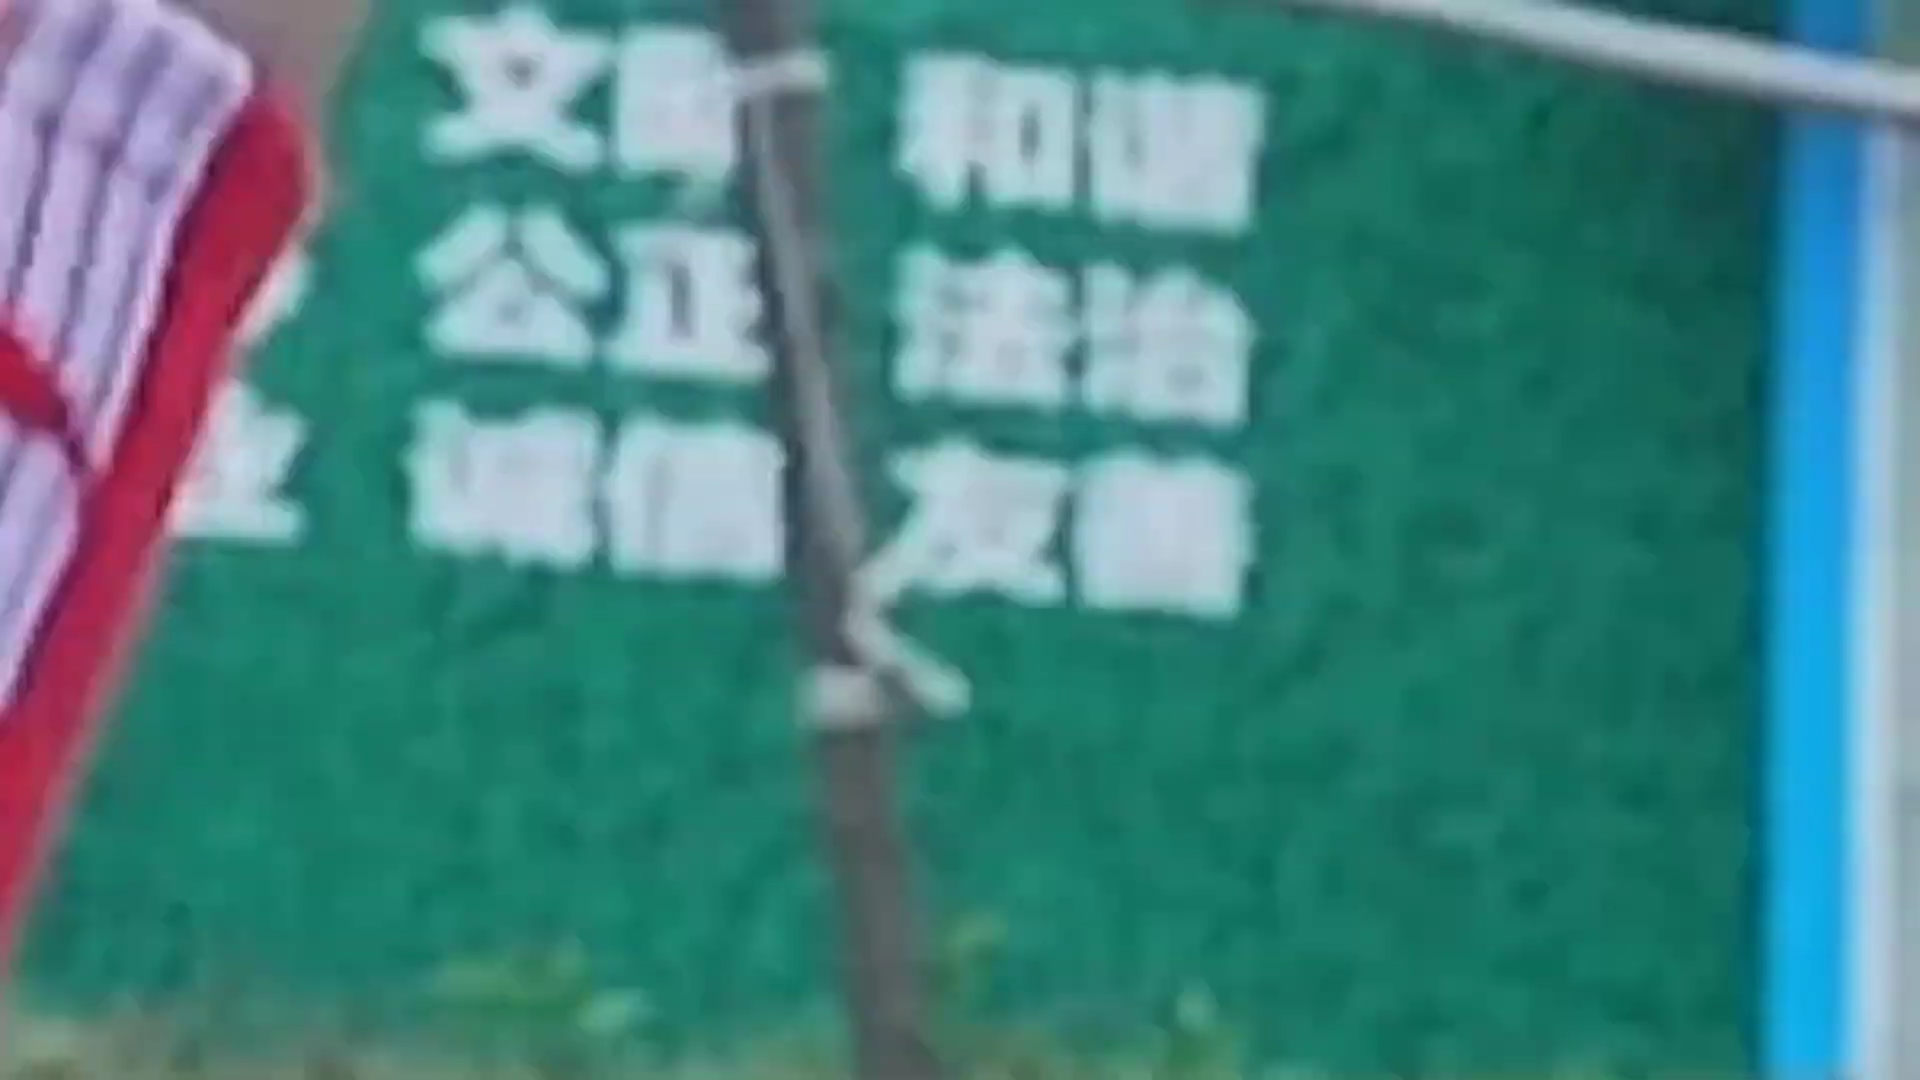 文明 和谐
公正 法治
诚信 友善